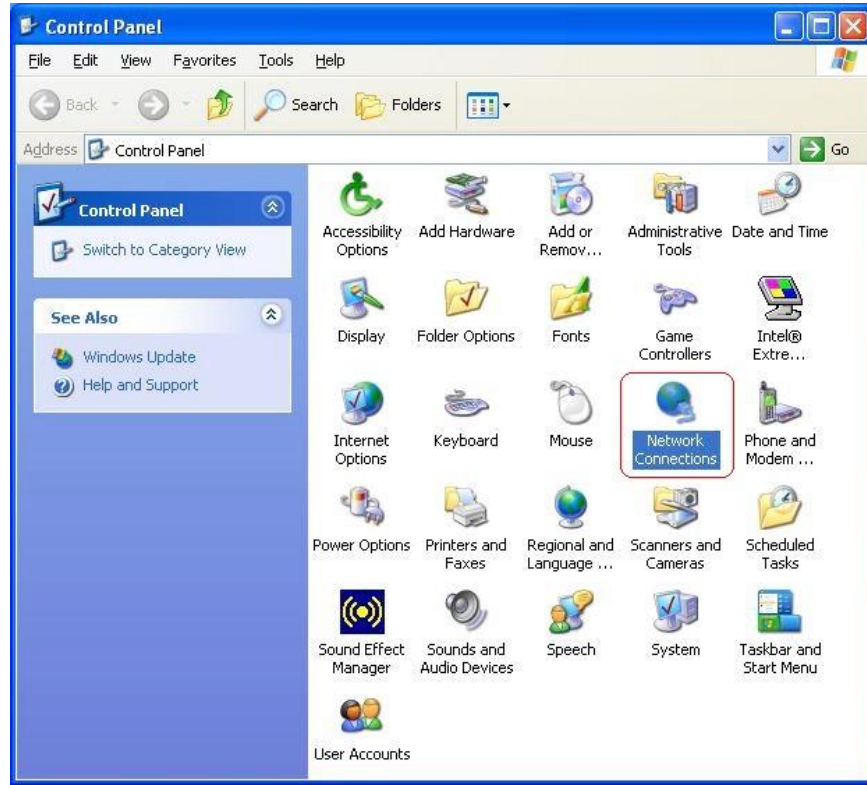 Control Panel
File Edit View Favorites Tools Help
Back Search Folders
Address Control Panel Go
Control Panel
Switch to Category View
See Also
Windows Update
Help and Support
Accessibility Options
Add Hardware
Add or Remov...
Administrative Tools
Date and Time
Display
Folder Options
Fonts
Game Controllers
Intel® Extre...
Internet Options
Keyboard
Mouse
Network Connections
Phone and Modem ...
Power Options
Printers and Faxes
Regional and Language ...
Scanners and Cameras
Scheduled Tasks
Sound Effect Manager
Sounds and Audio Devices
Speech
System
Taskbar and Start Menu
User Accounts